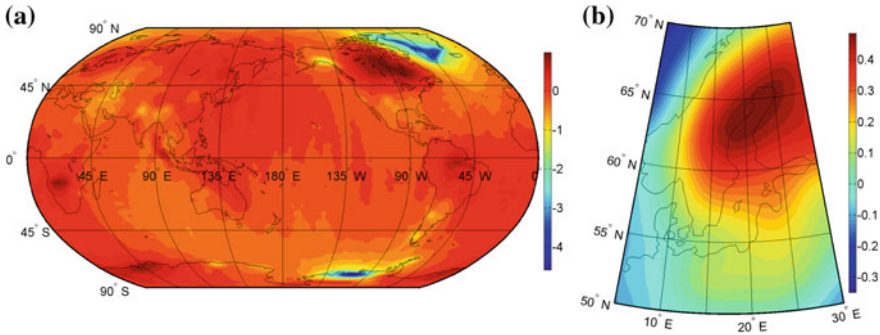 (a)
90° N
45° N
0°
45° S
90° S
45° E
90° E
135° E
180° E
135° W
90° W
45° W
0°
0
-1
-2
-3
-4
(b)
70° N
65° N
60° N
55° N
50° N
10° E
20° E
30° E
0.4
0.3
0.2
0.1
0
-0.1
-0.2
-0.3